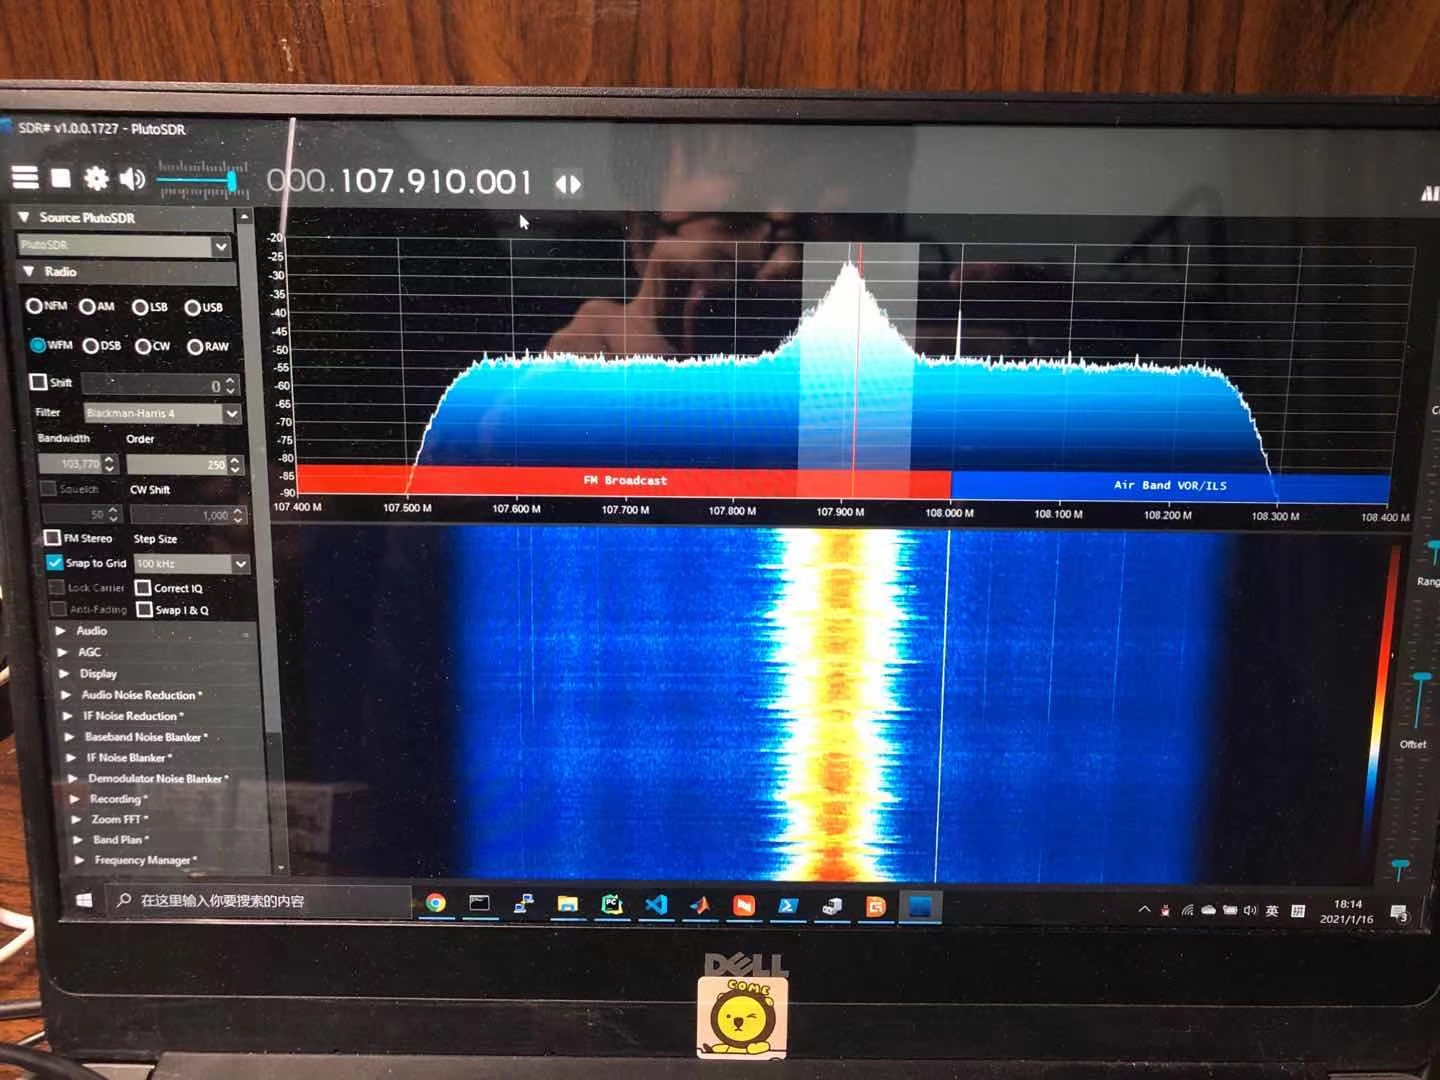 SDR# v1.0.0.1727 - PlutoSDR
000.107.910.001
Source: PlutoSDR
PlutoSDR
Radio
NFM AM LSB USB
WFM DSB CW RAW
Shift 0
Filter Blackman-Harris 4
Bandwidth Order
103,770 250
Squelch CW Shift
50 1,000
FM Stereo Step Size
Snap to Grid 100 kHz
Lock Carrier Correct IQ
Anti-Fading Swap I & Q
Audio
AGC
Display
Audio Noise Reduction *
IF Noise Reduction *
Baseband Noise Blanker *
IF Noise Blanker *
Demodulator Noise Blanker *
Recording *
Zoom FFT *
Band Plan *
Frequency Manager *
-20
-25
-30
-35
-40
-45
-50
-55
-60
-65
-70
-75
-80
-85
-90
FM Broadcast Air Band VOR/ILS
107.400 M 107.500 M 107.600 M 107.700 M 107.800 M 107.900 M 108.000 M 108.100 M 108.200 M 108.300 M 108.400 M
Offset
在这里输入你要搜索的内容
PC
英 拼
18:14
2021/1/16
3
DELL
COME